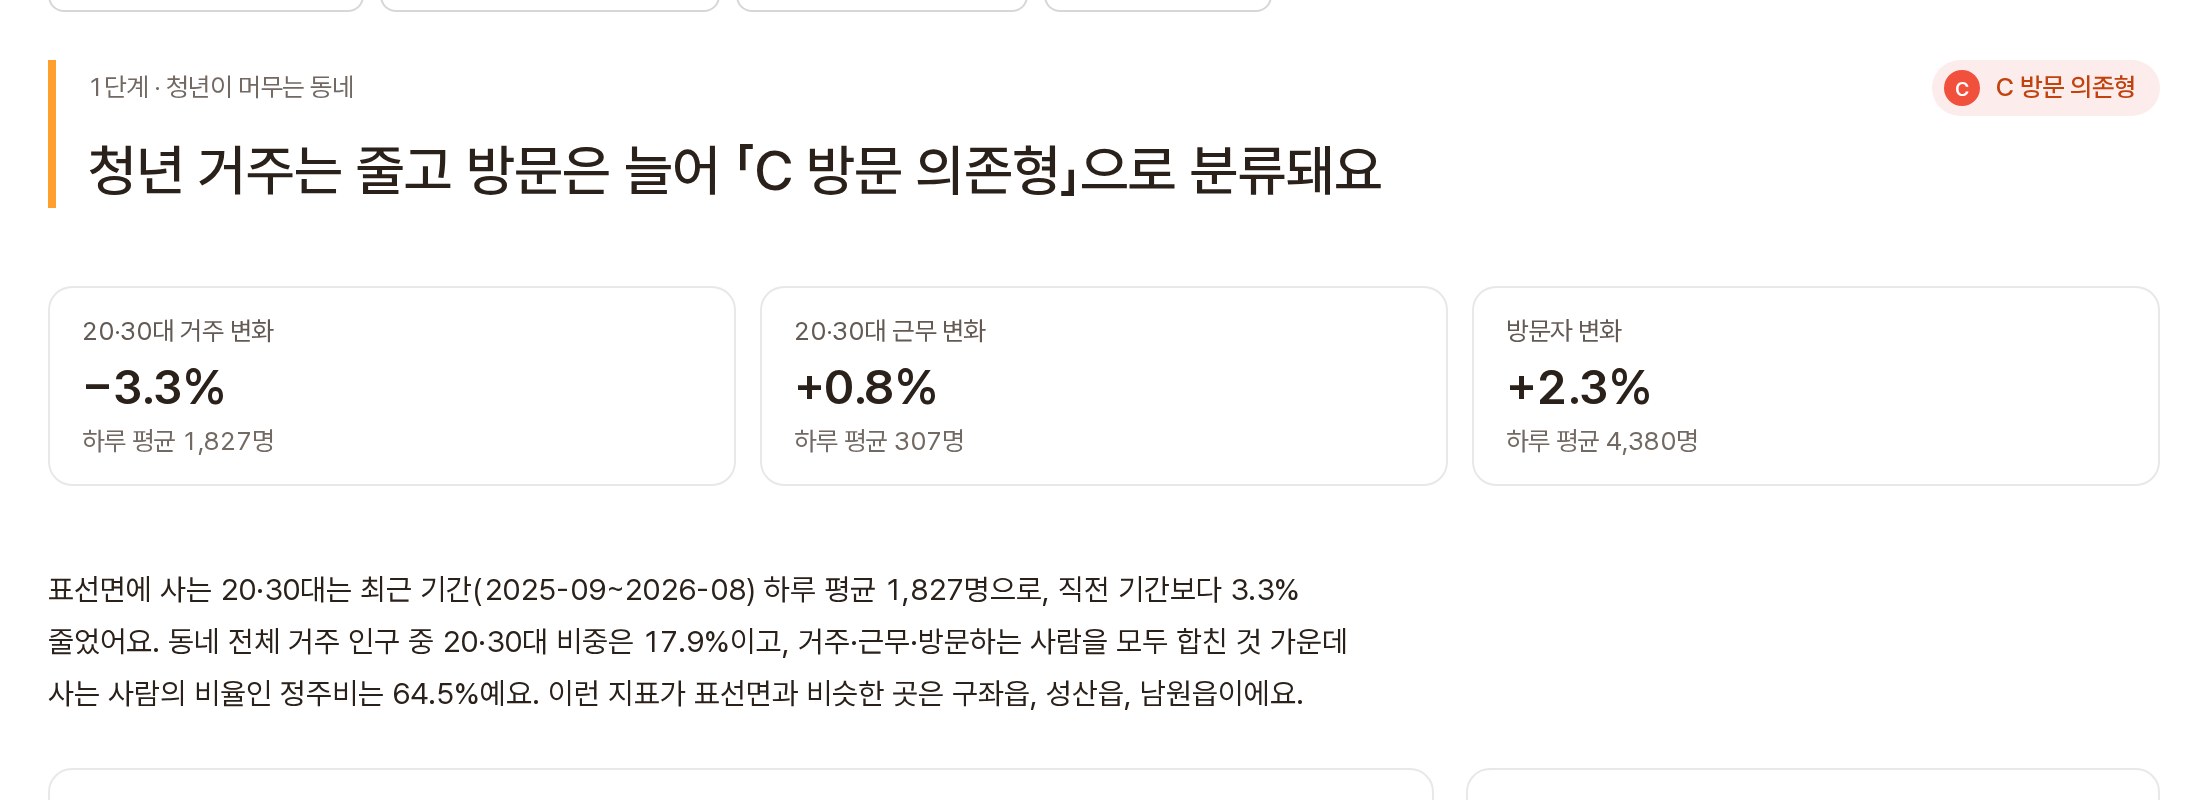 1단계 · 청년이 머무는 동네
C
C 방문 의존형
청년 거주는 줄고 방문은 늘어 「C 방문 의존형」으로 분류돼요
20·30대 거주 변화
−3.3%
하루 평균 1,827명
20·30대 근무 변화
+0.8%
하루 평균 307명
방문자 변화
+2.3%
하루 평균 4,380명
표선면에 사는 20·30대는 최근 기간(2025-09~2026-08) 하루 평균 1,827명으로, 직전 기간보다 3.3%
줄었어요. 동네 전체 거주 인구 중 20·30대 비중은 17.9%이고, 거주·근무·방문하는 사람을 모두 합친 것 가운데
사는 사람의 비율인 정주비는 64.5%예요. 이런 지표가 표선면과 비슷한 곳은 구좌읍, 성산읍, 남원읍이에요.